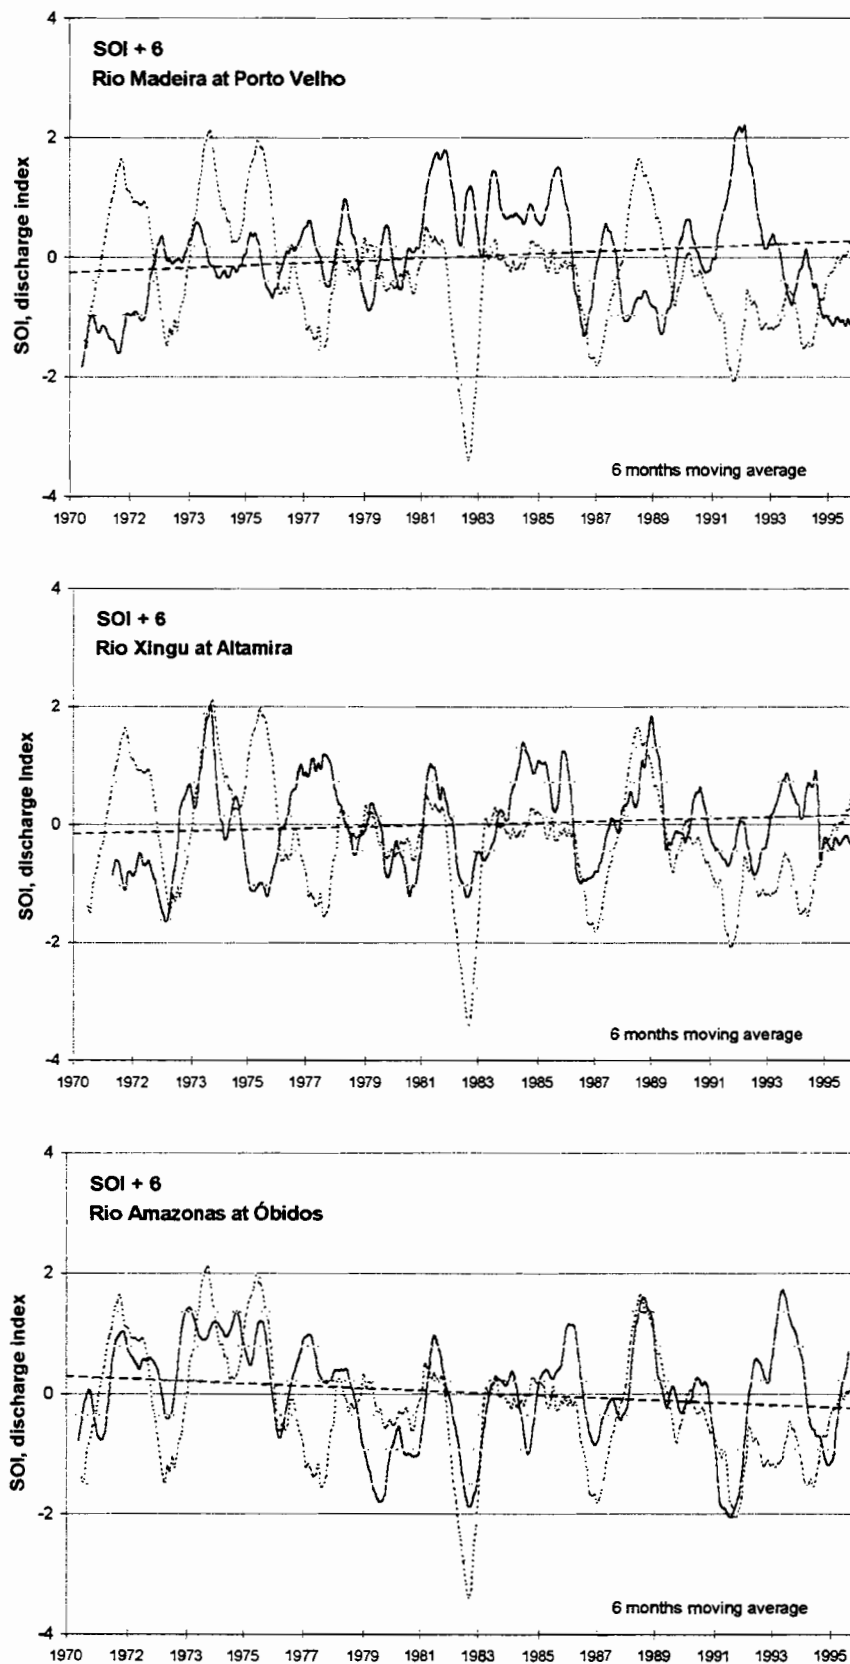 4
SOI + 6
Rio Madeira at Porto Velho
2
0
-2
-4
SOI, discharge index
6 months moving average
1970 1972 1973 1975 1977 1979 1981 1983 1985 1987 1989 1991 1993 1995
4
SOI + 6
Rio Xingu at Altamira
2
0
-2
-4
SOI, discharge index
6 months moving average
1970 1972 1973 1975 1977 1979 1981 1983 1985 1987 1989 1991 1993 1995
4
SOI + 6
Rio Amazonas at Óbidos
2
0
-2
-4
SOI, discharge index
6 months moving average
1970 1972 1973 1975 1977 1979 1981 1983 1985 1987 1989 1991 1993 1995